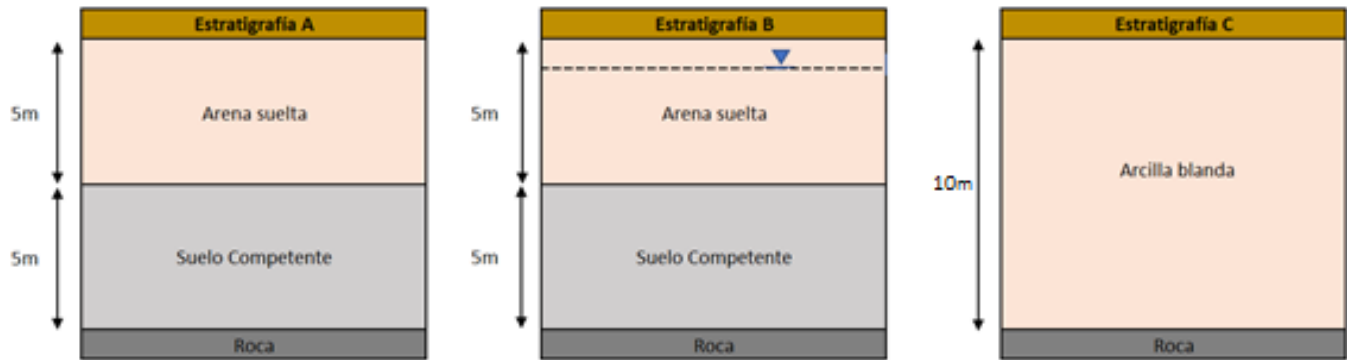 Estratigrafía A
5m
Arena suelta
5m
Suelo Competente
Roca
Estratigrafía B
5m
Arena suelta
5m
Suelo Competente
Roca
Estratigrafía C
10m
Arcilla blanda
Roca